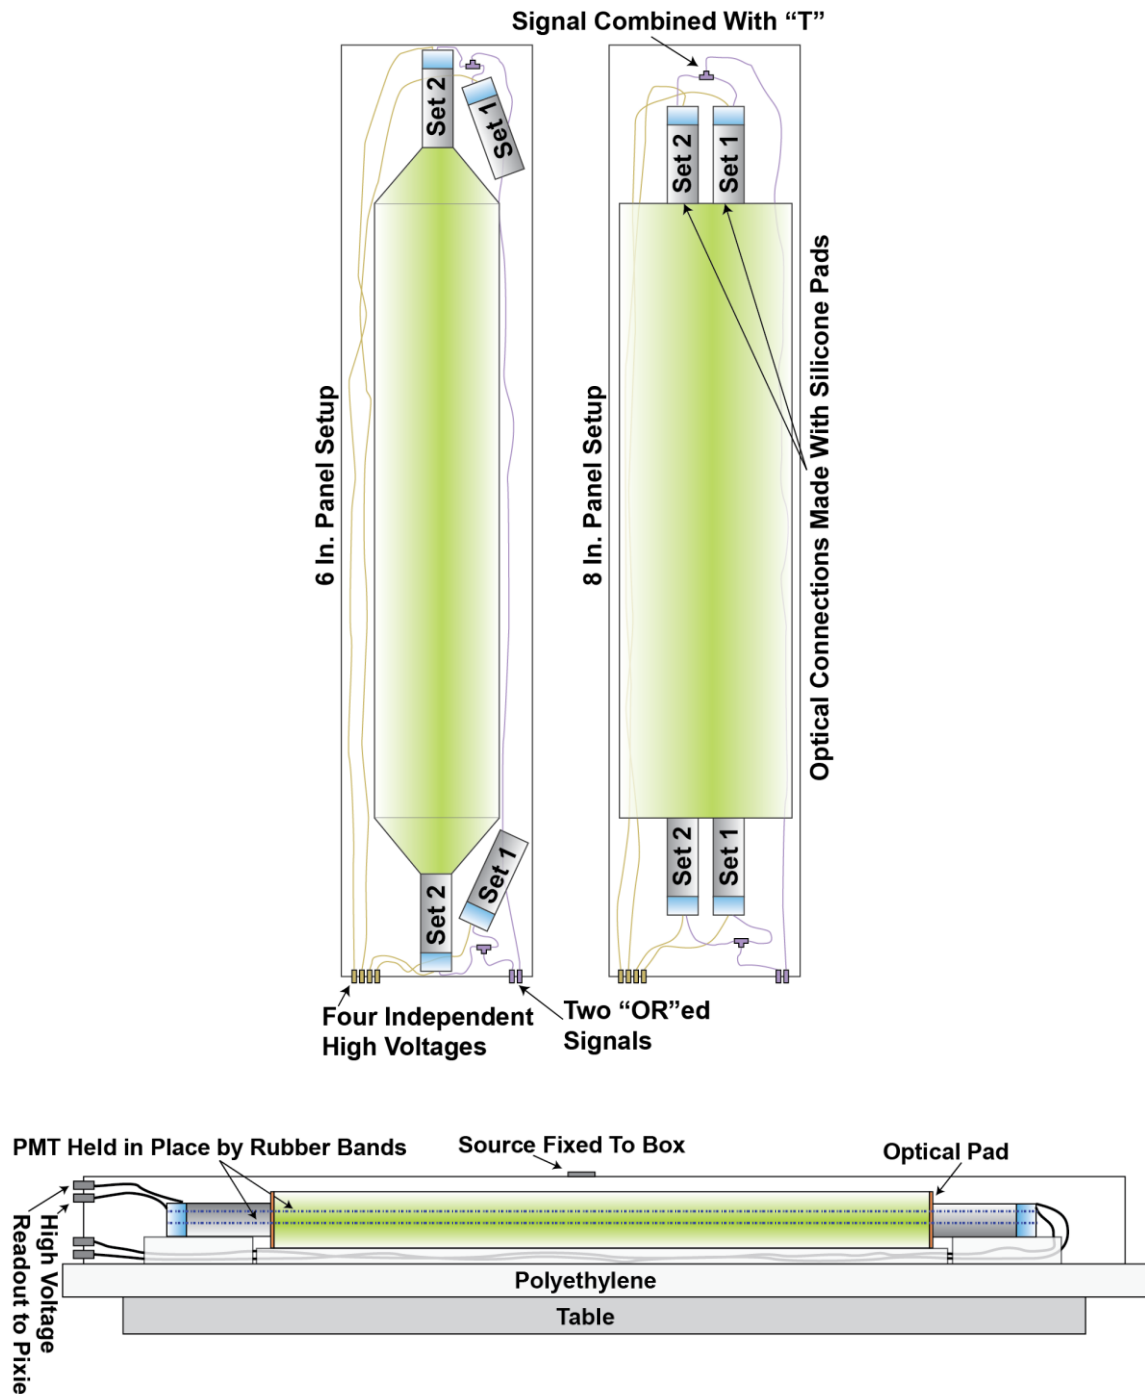 Signal Combined With “T”
Set 2
Set 1
Set 2
Set 1
6 In. Panel Setup
8 In. Panel Setup
Optical Connections Made With Silicone Pads
Set 2
Set 1
Set 2
Set 1
Four Independent
High Voltages
Two “OR”ed
Signals
PMT Held in Place by Rubber Bands
Source Fixed To Box
Optical Pad
High Voltage
Readout to Pixie
Polyethylene
Table